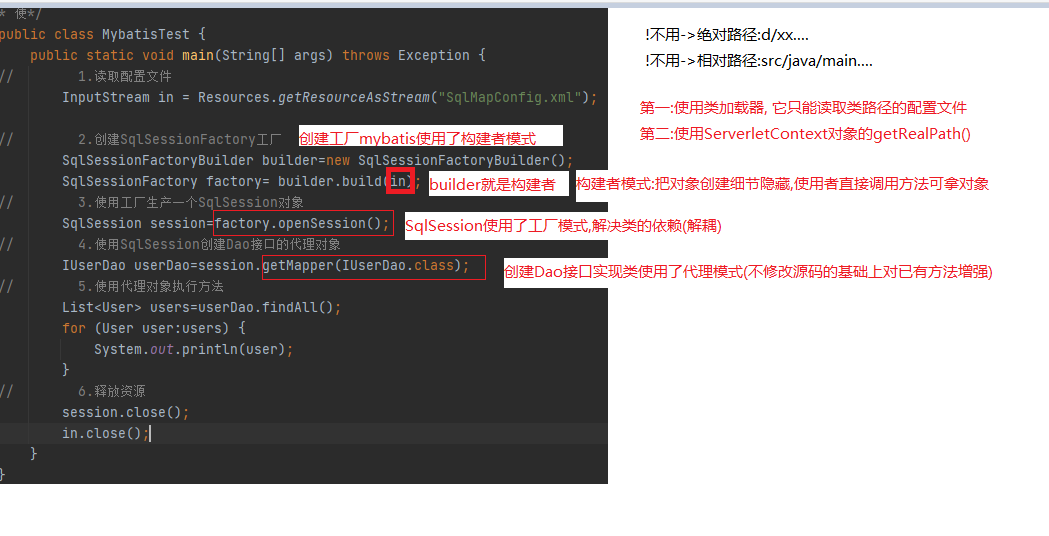 * 使*/
public class MybatisTest {
public static void main(String[] args) throws Exception {
// 1.读取配置文件
InputStream in = Resources.getResourceAsStream("SqlMapConfig.xml");
// 2.创建SqlSessionFactory工厂 创建工厂mybatis使用了构建者模式
SqlSessionFactoryBuilder builder=new SqlSessionFactoryBuilder();
SqlSessionFactory factory= builder.build(in); builder就是构建者 构建者模式:把对象创建细节隐藏,使用者直接调用方法可拿对象
// 3.使用工厂生产一个SqlSession对象
SqlSession session=factory.openSession(); SqlSession使用了工厂模式,解决类的依赖(解耦)
// 4.使用SqlSession创建Dao接口的代理对象
IUserDao userDao=session.getMapper(IUserDao.class); 创建Dao接口实现类使用了代理模式(不修改源码的基础上对已有方法增强)
// 5.使用代理对象执行方法
List<User> users=userDao.findAll();
for (User user:users) {
System.out.println(user);
}
// 6.释放资源
session.close();
in.close();
}
}
!不用->绝对路径:d/xx....
!不用->相对路径:src/java/main....
第一:使用类加载器, 它只能读取类路径的配置文件
第二:使用ServerletContext对象的getRealPath()